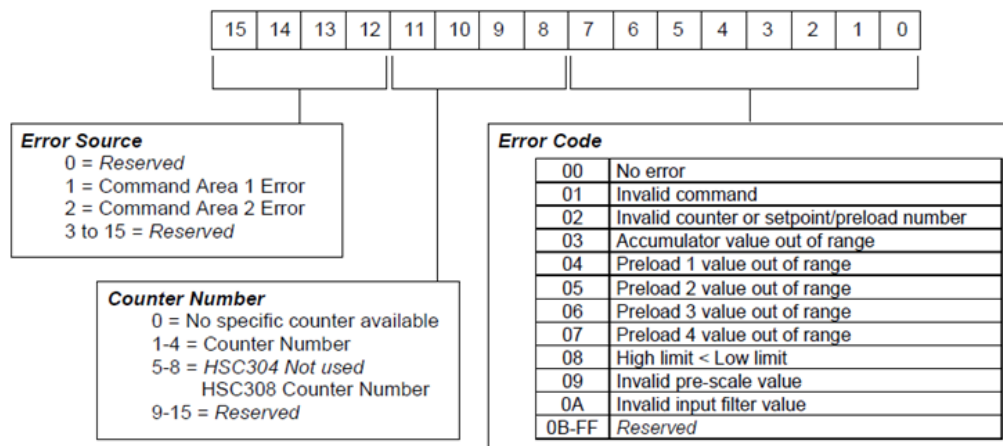 15 14 13 12 11 10 9 8 7 6 5 4 3 2 1 0
Error Source
0 = Reserved
1 = Command Area 1 Error
2 = Command Area 2 Error
3 to 15 = Reserved
Counter Number
0 = No specific counter available
1-4 = Counter Number
5-8 = HSC304 Not used
HSC308 Counter Number
9-15 = Reserved
Error Code
00 No error
01 Invalid command
02 Invalid counter or setpoint/preload number
03 Accumulator value out of range
04 Preload 1 value out of range
05 Preload 2 value out of range
06 Preload 3 value out of range
07 Preload 4 value out of range
08 High limit < Low limit
09 Invalid pre-scale value
0A Invalid input filter value
0B-FF Reserved